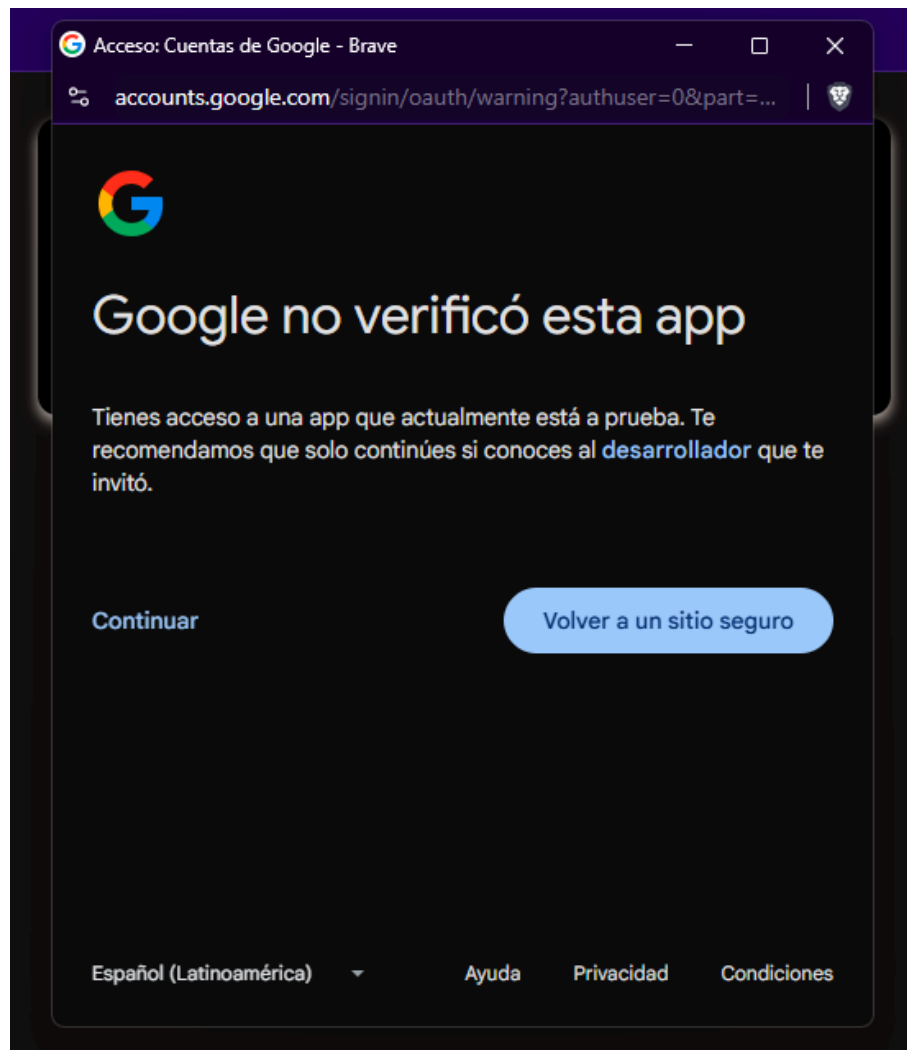 Acceso: Cuentas de Google - Brave
accounts.google.com/signin/oauth/warning?authuser=0&part=...
Google no verificó esta app
Tienes acceso a una app que actualmente está a prueba. Te
recomendamos que solo continúes si conoces al desarrollador que te
invitó.
Continuar
Volver a un sitio seguro
Español (Latinoamérica)
Ayuda
Privacidad
Condiciones